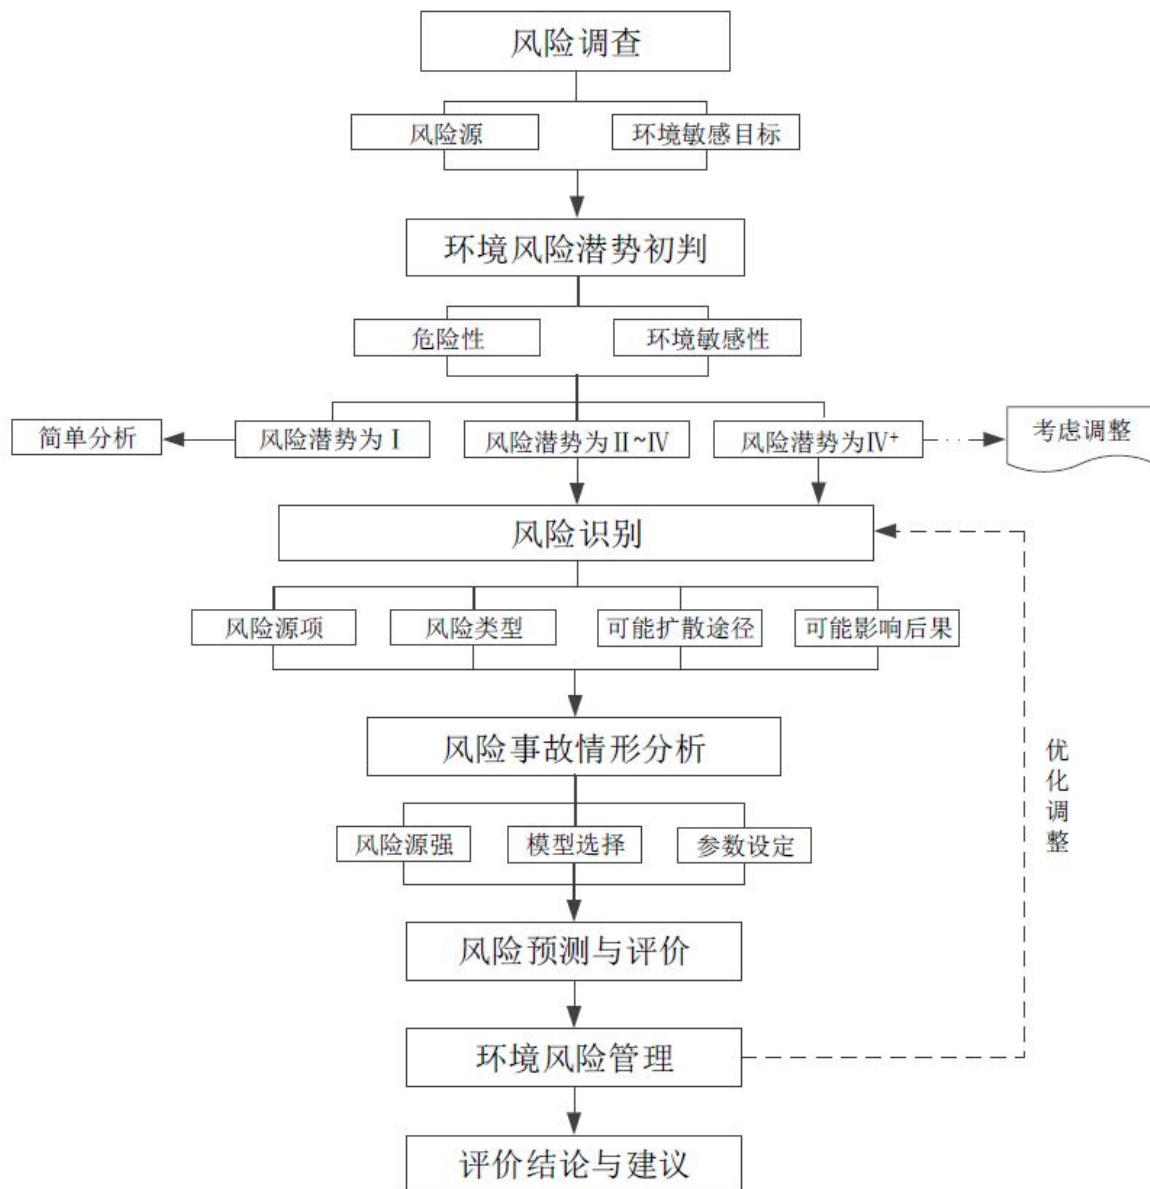 风险调查
风险源
环境敏感目标
环境风险潜势初判
危险性
环境敏感性
简单分析
风险潜势为Ⅰ
风险潜势为Ⅱ~Ⅳ
风险潜势为Ⅳ⁺
考虑调整
风险识别
风险源项
风险类型
可能扩散途径
可能影响后果
风险事故情形分析
优化调整
风险源强
模型选择
参数设定
风险预测与评价
环境风险管理
评价结论与建议